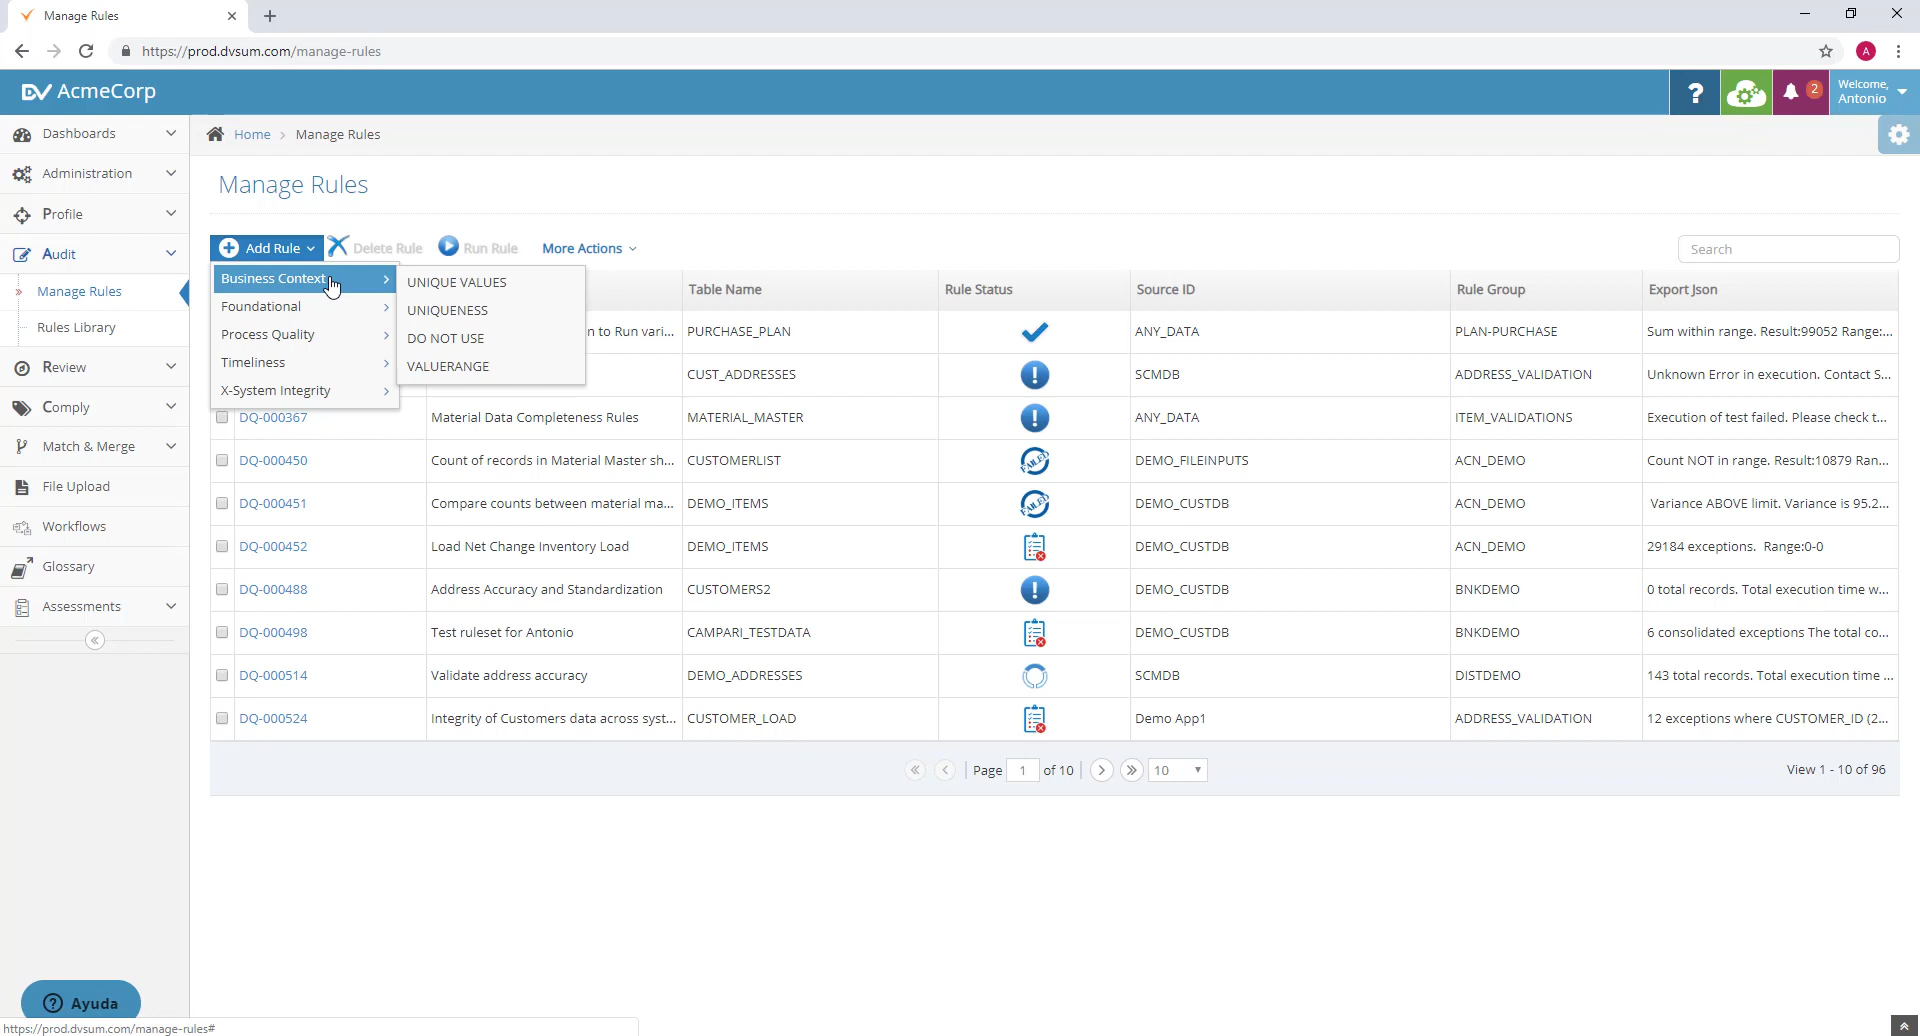 Manage Rules
https://prod.dvsum.com/manage-rules
A
DV AcmeCorp
?
2
Welcome,
Antonio
Dashboards
Administration
Profile
Audit
Manage Rules
Rules Library
Review
Comply
Match & Merge
File Upload
Workflows
Glossary
Assessments
Home > Manage Rules
Manage Rules
Add Rule Delete Rule Run Rule More Actions
Search
Business Context
Foundational
Process Quality
Timeliness
X-System Integrity
UNIQUE VALUES
UNIQUENESS
DO NOT USE
VALUERANGE
Table Name Rule Status Source ID Rule Group Export Json
n to Run vari... PURCHASE_PLAN ANY_DATA PLAN-PURCHASE Sum within range. Result:99052 Range:...
CUST_ADDRESSES SCMDB ADDRESS_VALIDATION Unknown Error in execution. Contact S...
DQ-000367 Material Data Completeness Rules MATERIAL_MASTER ANY_DATA ITEM_VALIDATIONS Execution of test failed. Please check t...
DQ-000450 Count of records in Material Master sh... CUSTOMERLIST FAILED DEMO_FILEINPUTS ACN_DEMO Count NOT in range. Result:10879 Ran...
DQ-000451 Compare counts between material ma... DEMO_ITEMS FAILED DEMO_CUSTDB ACN_DEMO Variance ABOVE limit. Variance is 95.2...
DQ-000452 Load Net Change Inventory Load DEMO_ITEMS DEMO_CUSTDB ACN_DEMO 29184 exceptions. Range:0-0
DQ-000488 Address Accuracy and Standardization CUSTOMERS2 DEMO_CUSTDB BNKDEMO 0 total records. Total execution time w...
DQ-000498 Test ruleset for Antonio CAMPARI_TESTDATA DEMO_CUSTDB BNKDEMO 6 consolidated exceptions The total co...
DQ-000514 Validate address accuracy DEMO_ADDRESSES SCMDB DISTDEMO 143 total records. Total execution time ...
DQ-000524 Integrity of Customers data across syst... CUSTOMER_LOAD Demo App1 ADDRESS_VALIDATION 12 exceptions where CUSTOMER_ID (2...
Page 1 of 10 10 View 1 - 10 of 96
? Ayuda
https://prod.dvsum.com/manage-rules#